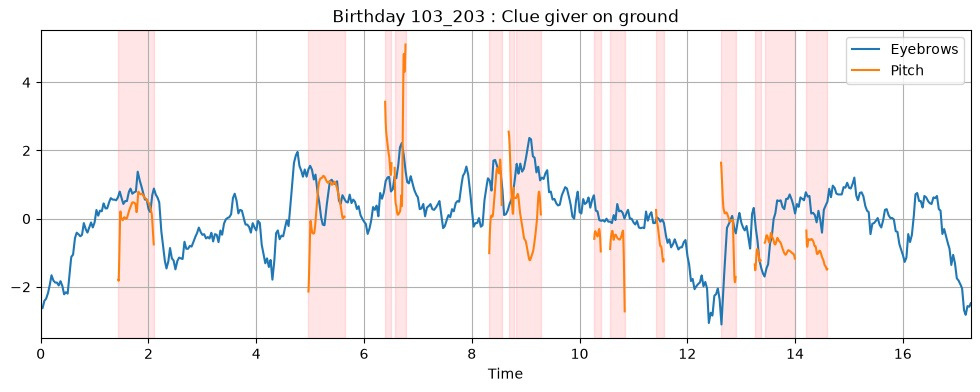 Birthday 103_203 : Clue giver on ground
Eyebrows
Pitch
4
2
0
−2
0 2 4 6 8 10 12 14 16
Time